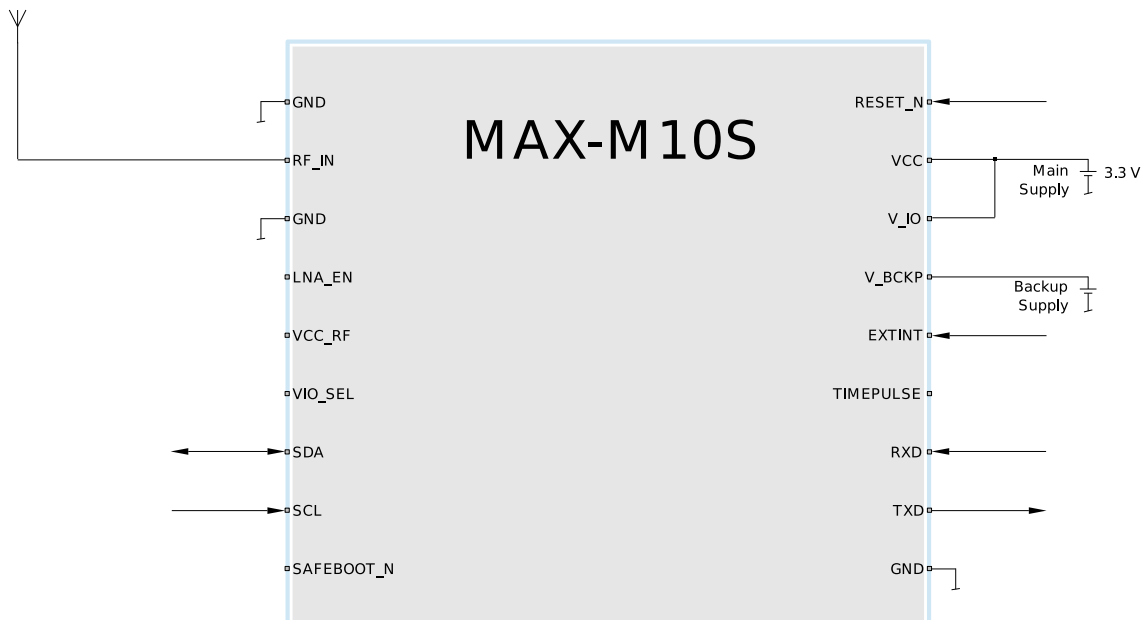 MAX-M10S
GND
RF_IN
GND
LNA_EN
VCC_RF
VIO_SEL
SDA
SCL
SAFEBOOT_N
RESET_N
VCC
V_IO
V_BCKP
EXTINT
TIMEPULSE
RXD
TXD
GND
Main
Supply
3.3 V
Backup
Supply